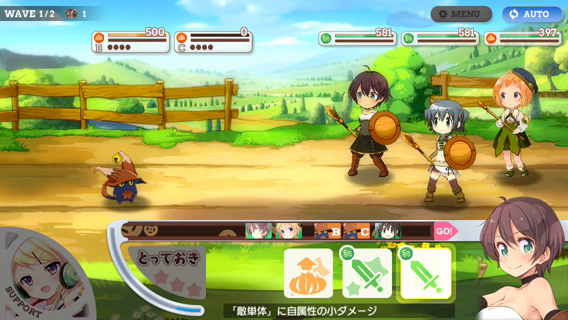 WAVE 1/2 1
MENU AUTO
500 0 581 581 397
B C
B C GO!
SUPPORT
とっておき
「敵単体」に自属性の小ダメージ